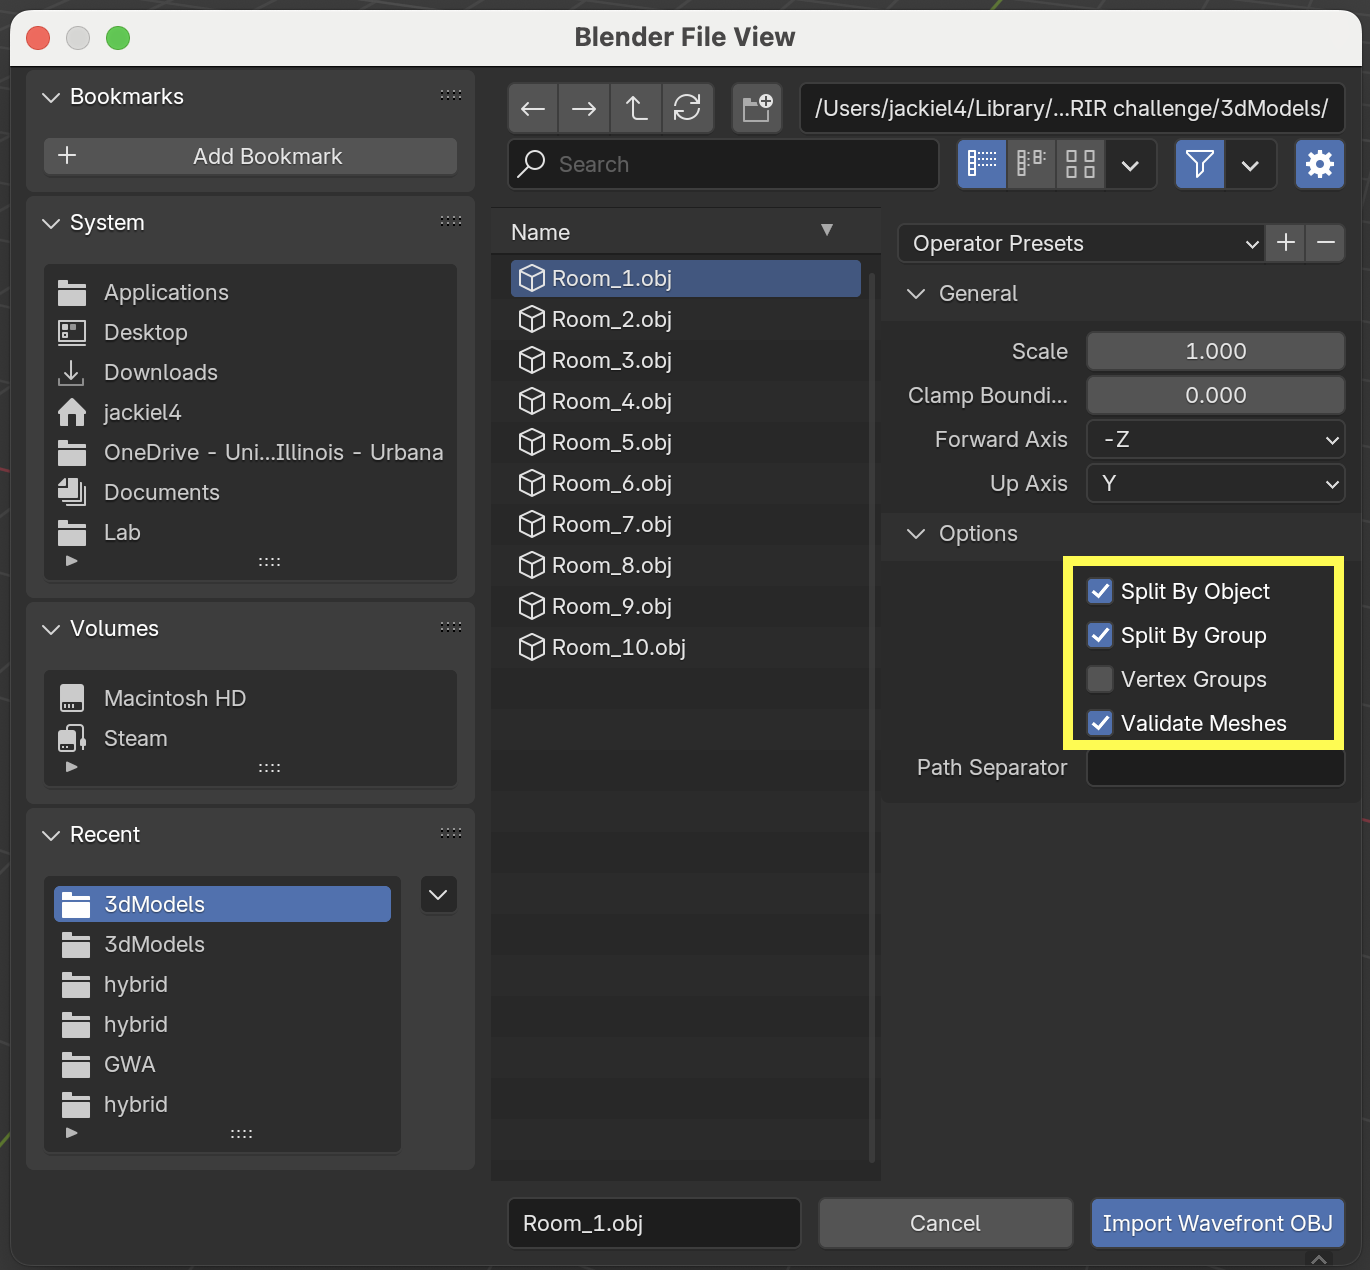 Blender File View
Bookmarks
Add Bookmark
System
Applications
Desktop
Downloads
jackiel4
OneDrive - Uni...Illinois - Urbana
Documents
Lab
Volumes
Macintosh HD
Steam
Recent
3dModels
3dModels
hybrid
hybrid
GWA
hybrid
/Users/jackiel4/Library/...RIR challenge/3dModels/
Search
Name
Room_1.obj
Room_2.obj
Room_3.obj
Room_4.obj
Room_5.obj
Room_6.obj
Room_7.obj
Room_8.obj
Room_9.obj
Room_10.obj
Operator Presets
General
Scale 1.000
Clamp Boundi... 0.000
Forward Axis -Z
Up Axis Y
Options
Split By Object
Split By Group
Vertex Groups
Validate Meshes
Path Separator
Room_1.obj
Cancel
Import Wavefront OBJ